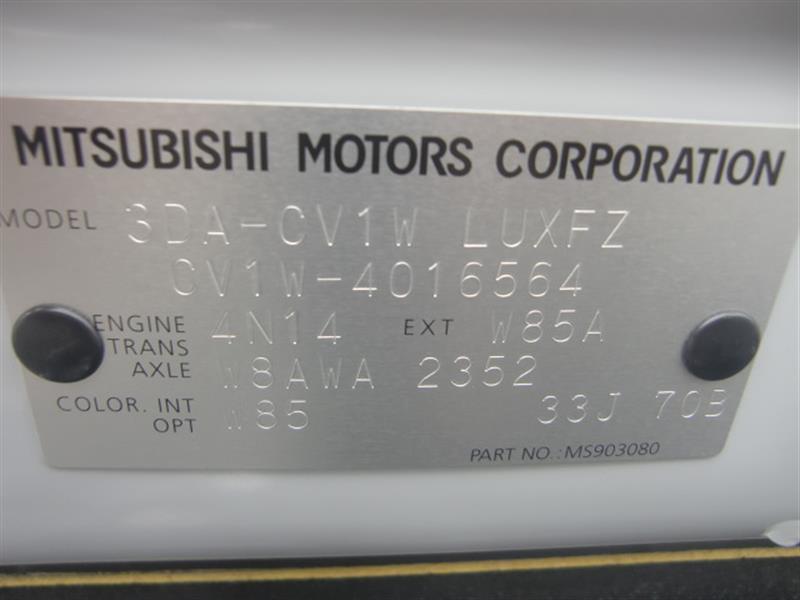 MITSUBISHI MOTORS CORPORATION
MODEL 3DA-CV1W LUXFZ
CV1W-4016564
ENGINE 4N14 EXT W85A
TRANS
AXLE W8AWA 2352
COLOR. INT W85 33J 70B
OPT
PART NO.:MS903080